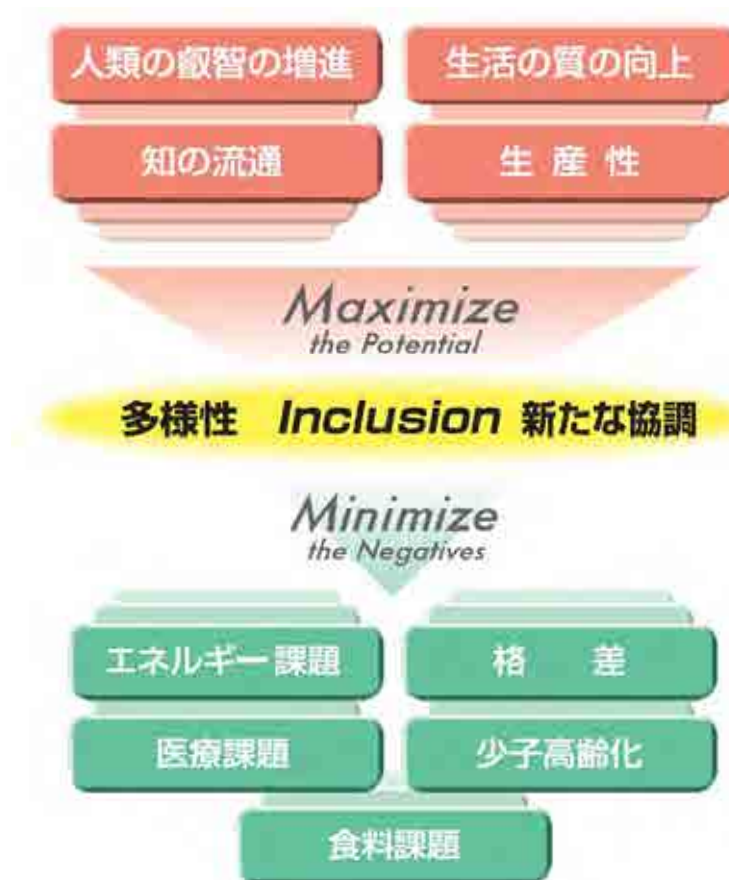 人類の叡智の増進
生活の質の向上
知の流通
生産性
Maximize
the Potential
多様性 Inclusion 新たな協調
Minimize
the Negatives
エネルギー課題
格差
医療課題
少子高齢化
食料課題